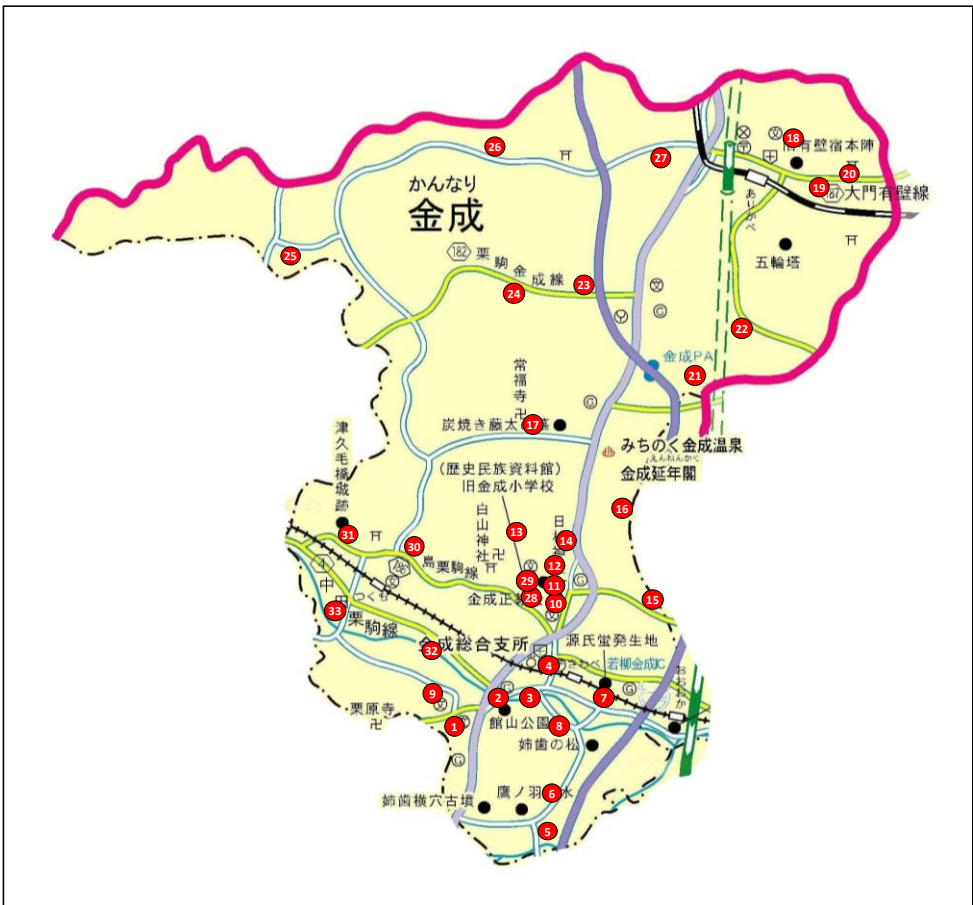 18
旧有壁宿本陣
26
27
20
19
大門有壁線
かんなり
金成
ありかべ
五輪塔
25
182
栗駒金成線
23
24
22
金成PA
21
常福寺
炭焼き藤太
17
みちのく金成温泉
金成延年閣
津久毛橋城跡
(歴史民族資料館)
旧金成小学校
16
白山神社
13
14
31
30
12
島栗駒線
29
11
金成正
28
10
15
4
中田栗駒線
つくも
33
金成総合支所
源氏蛍発生地
32
4
若柳金成IC
おおおか
9
2
3
7
栗原寺
1
館山公園
8
姉歯の松
姉歯横穴古墳
鷹ノ羽
6
水
5